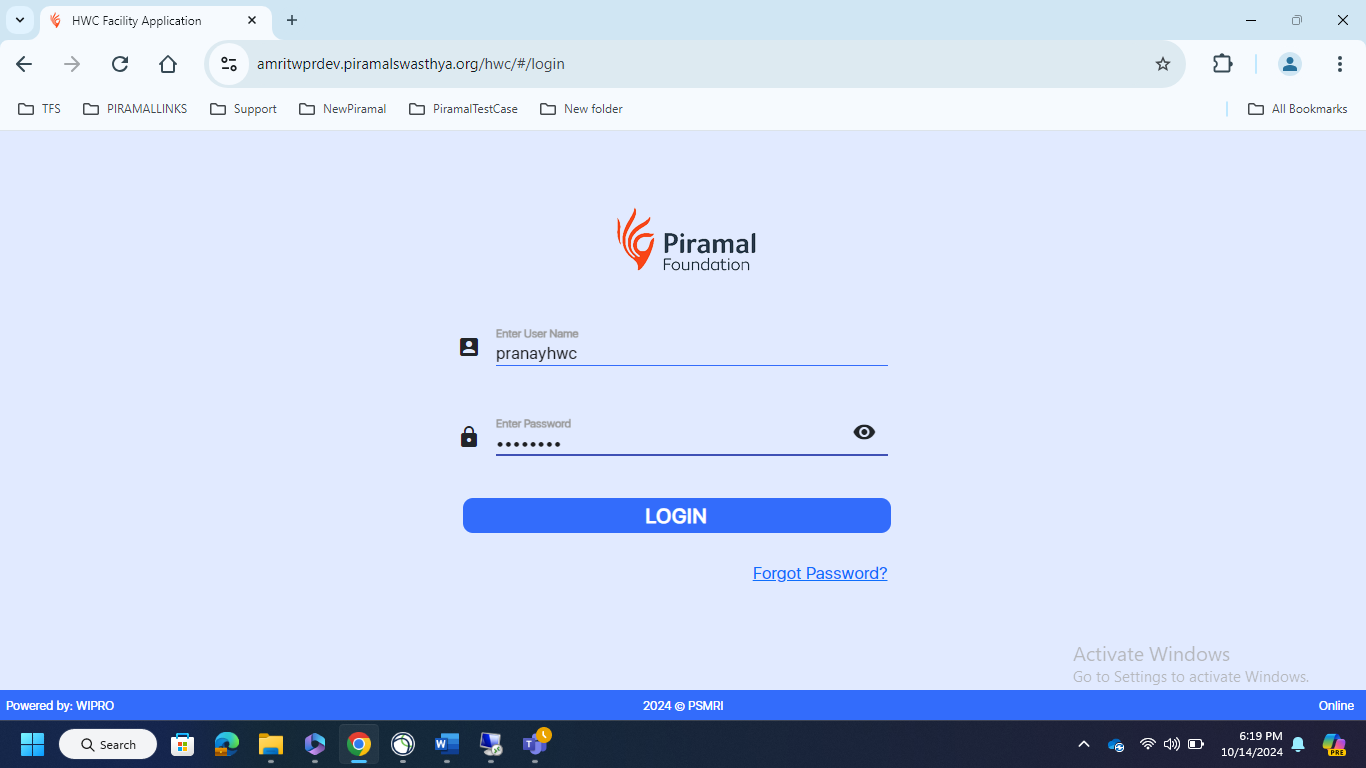 HWC Facility Application
amritwprdev.piramalswasthya.org/hwc/#/login
TFS PIRAMALLINKS Support NewPiramal PiramalTestCase New folder All Bookmarks
Piramal
Foundation
Enter User Name
pranayhwc
Enter Password
••••••••
LOGIN
Forgot Password?
Activate Windows
Go to Settings to activate Windows.
Powered by: WIPRO 2024 © PSMRI Online
Search
6:19 PM
10/14/2024
PRE